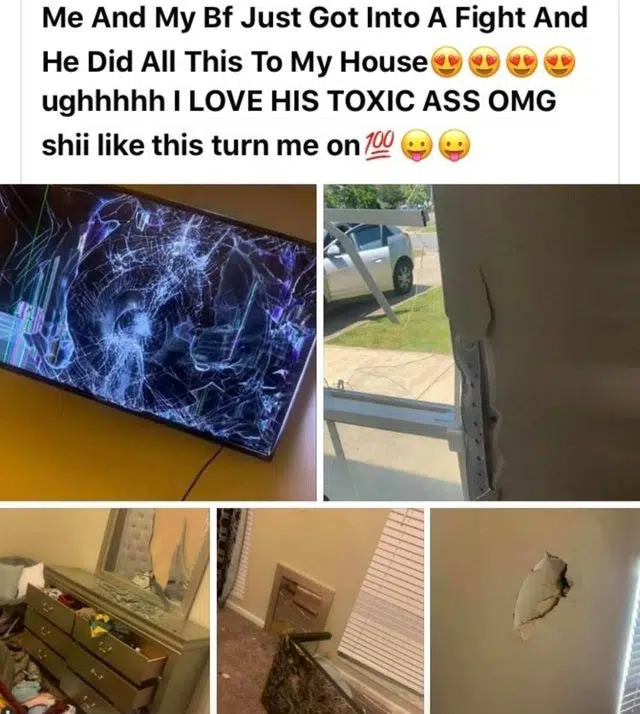 Me And My Bf Just Got Into A Fight And
He Did All This To My House😍😍😍😍
ughhhhh I LOVE HIS TOXIC ASS OMG
shii like this turn me on💯😛😛